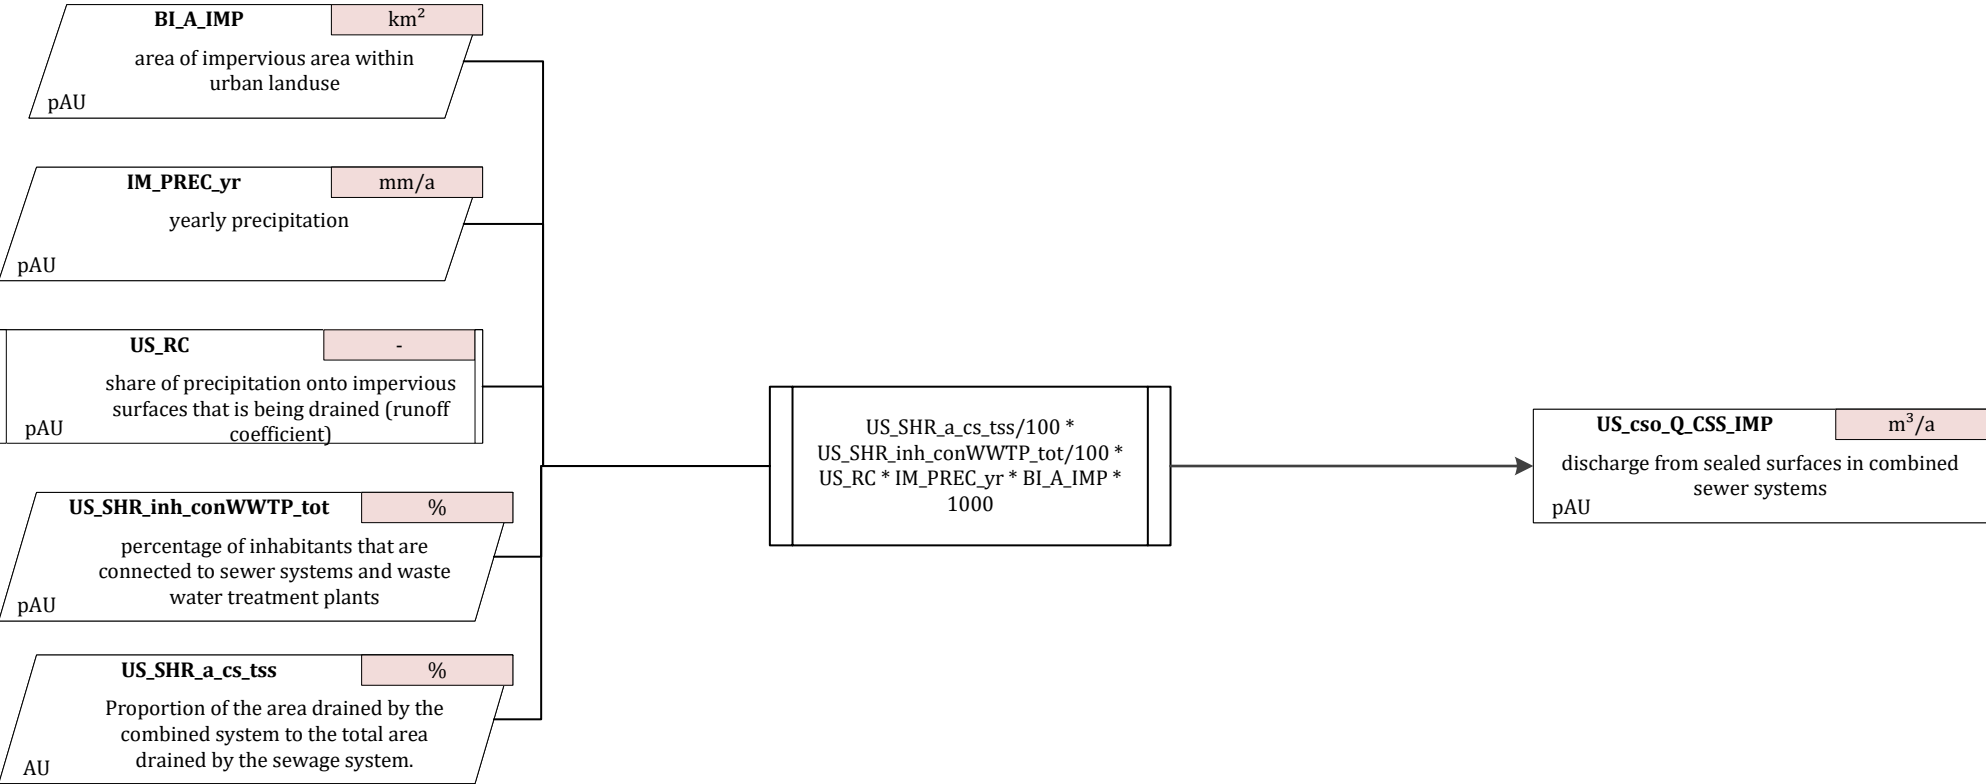 BI_A_IMP
km²
area of impervious area within
urban landuse
pAU
IM_PREC_yr
mm/a
yearly precipitation
pAU
US_RC
-
share of precipitation onto impervious
surfaces that is being drained (runoff
coefficient)
pAU
US_SHR_inh_conWWTP_tot
%
percentage of inhabitants that are
connected to sewer systems and waste
water treatment plants
pAU
US_SHR_a_cs_tss
%
Proportion of the area drained by the
combined system to the total area
drained by the sewage system.
AU
US_SHR_a_cs_tss/100 *
US_SHR_inh_conWWTP_tot/100 *
US_RC * IM_PREC_yr * BI_A_IMP *
1000
US_cso_Q_CSS_IMP
m³/a
discharge from sealed surfaces in combined
sewer systems
pAU